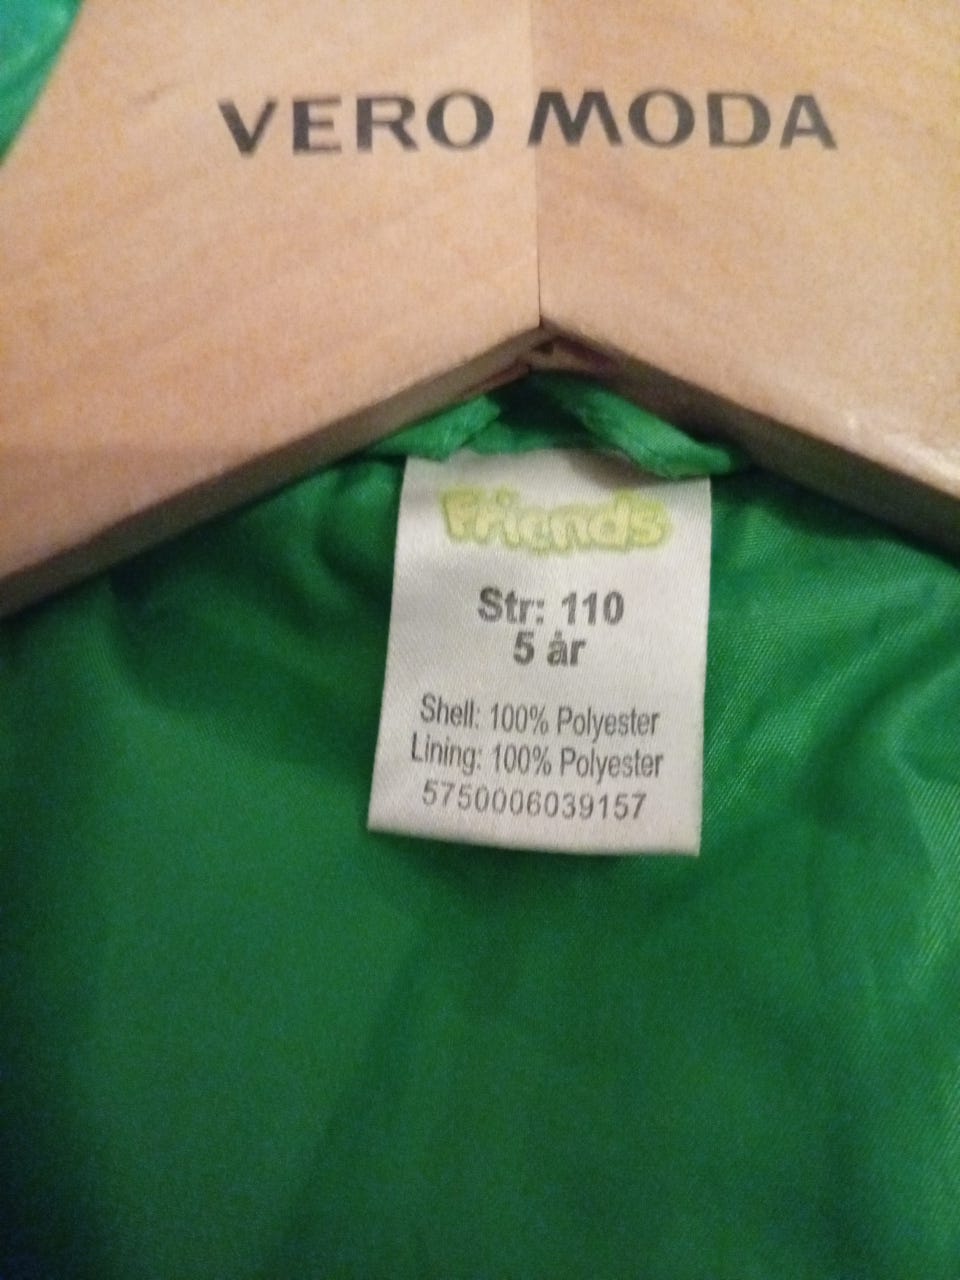 VERO MODA
Friends
Str: 110
5 år
Shell: 100% Polyester
Lining: 100% Polyester
5750006039157